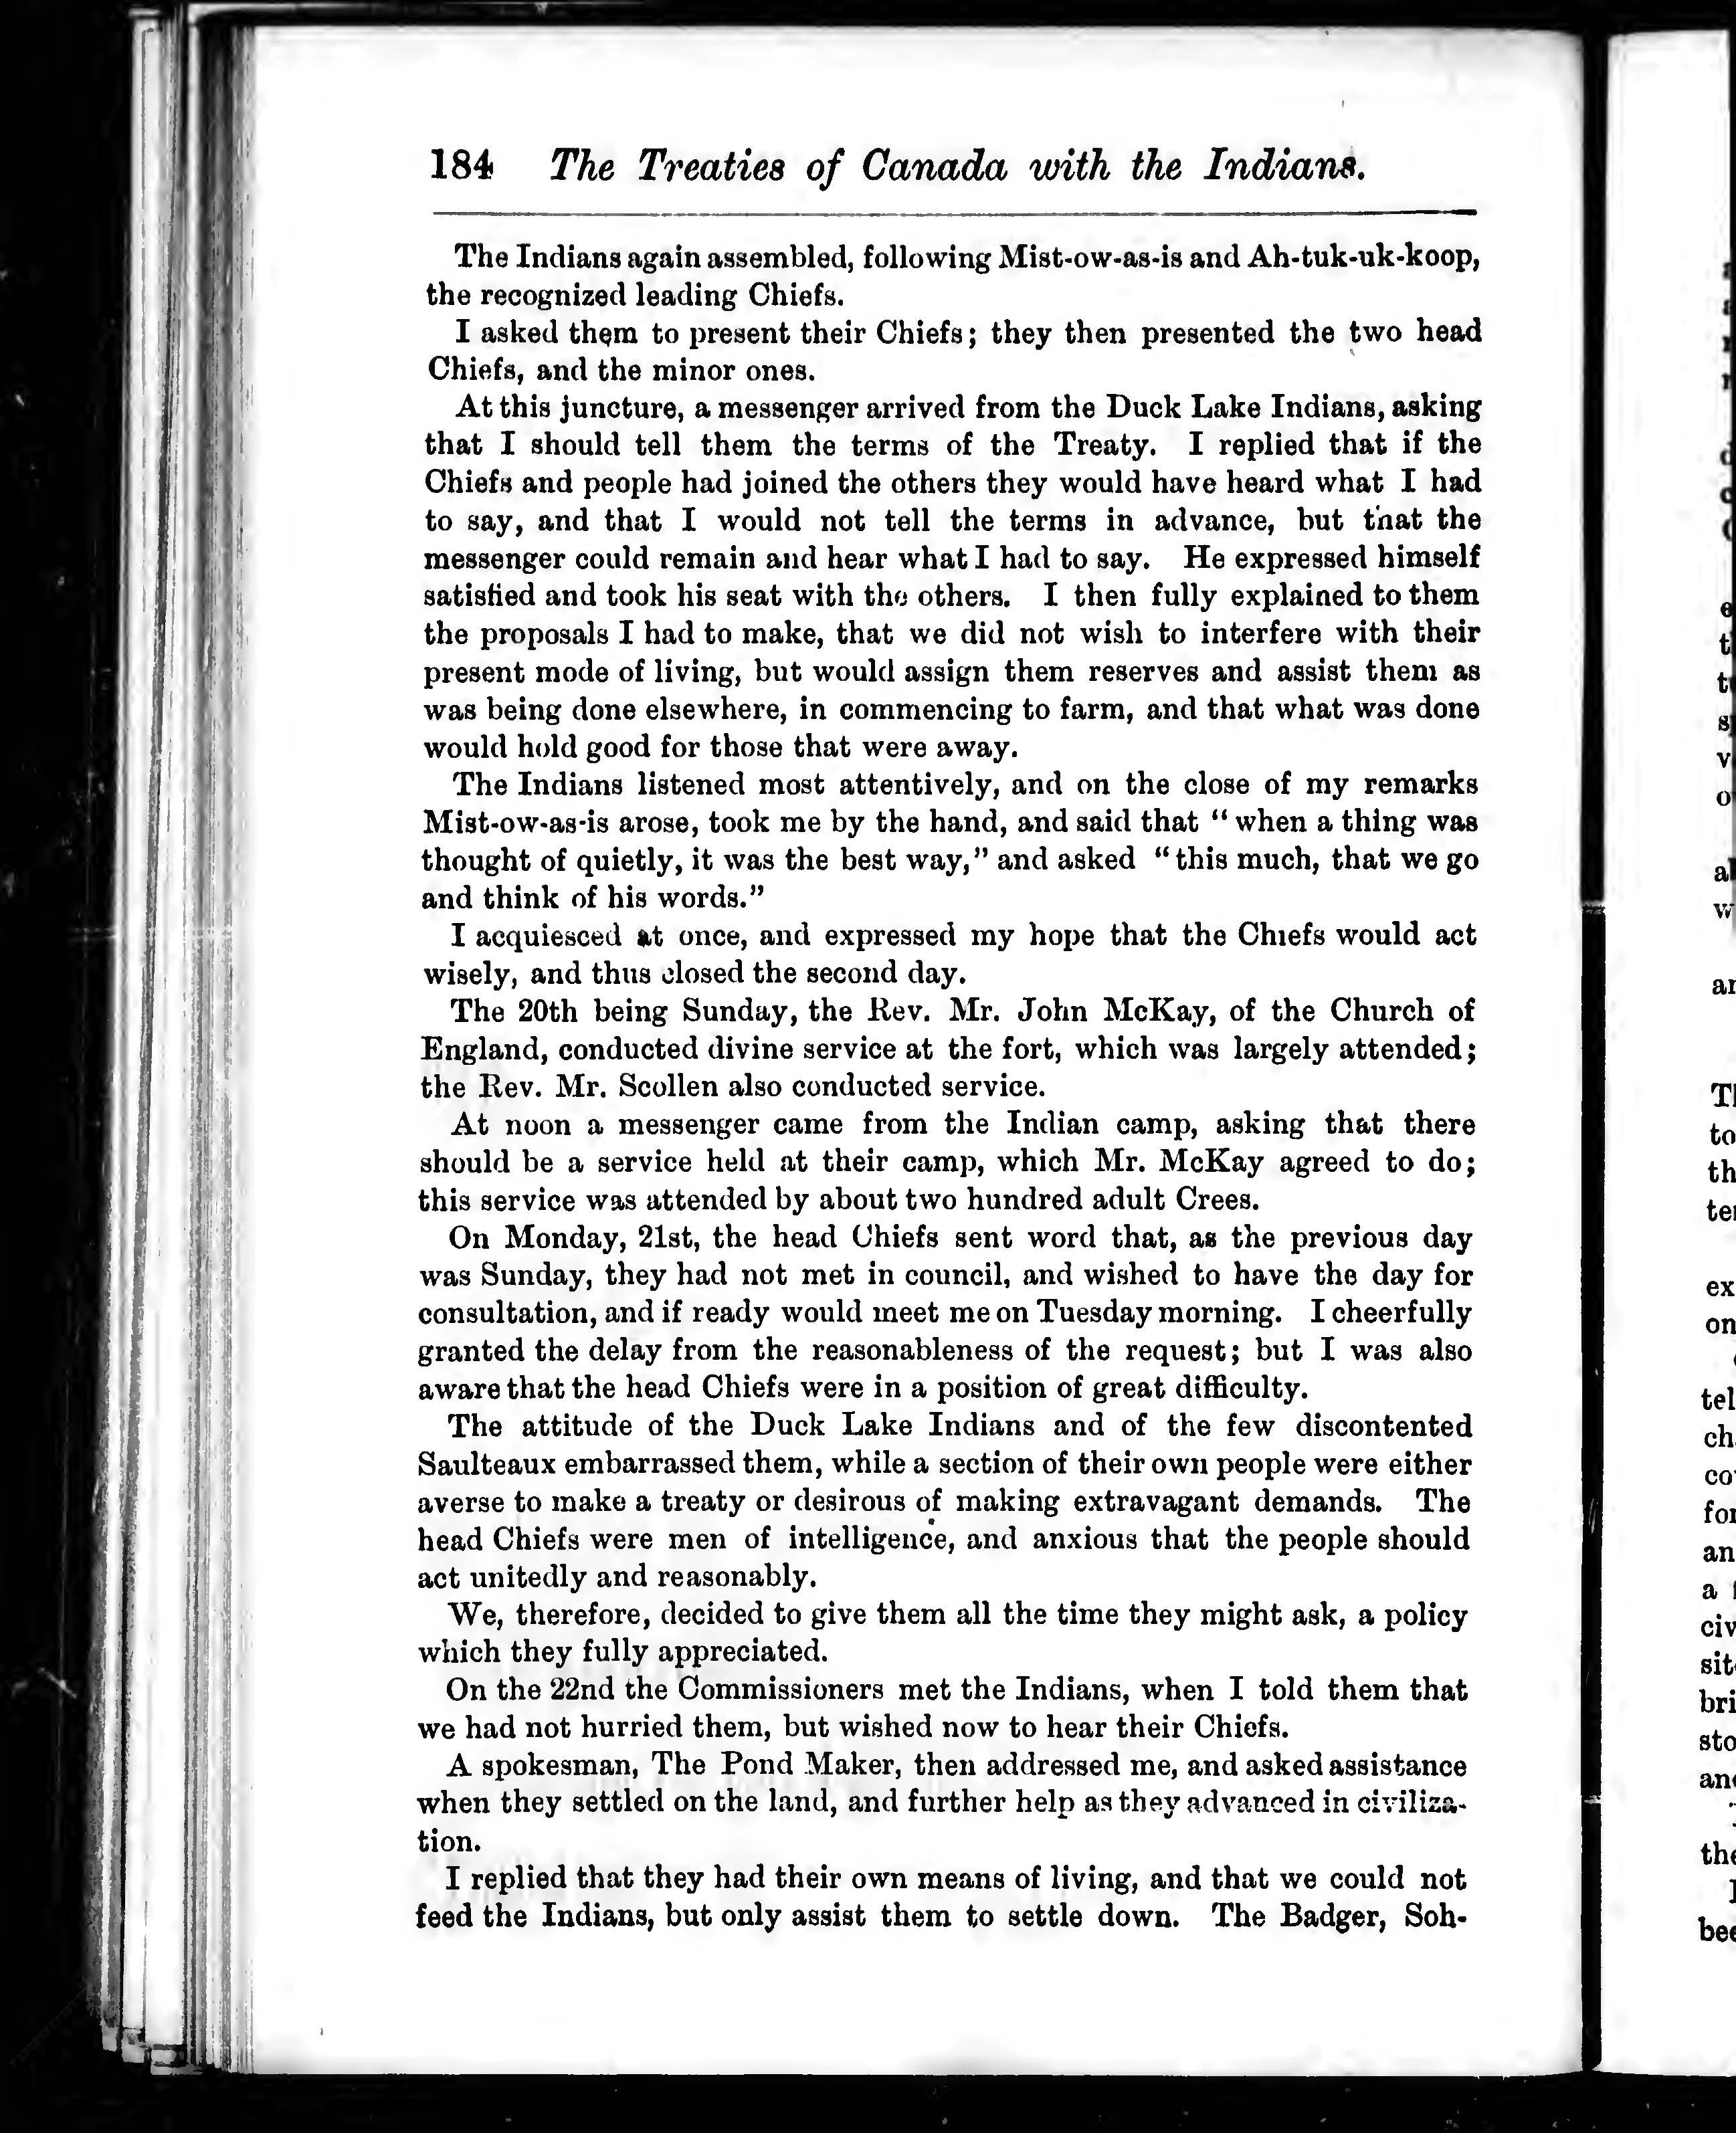 184 The Treaties of Canada with the Indians.
The Indians again assembled, following Mist-ow-as-is and Ah-tuk-uk-koop,
the recognized leading Chiefs.
I asked them to present their Chiefs; they then presented the two head
Chiefs, and the minor ones.
At this juncture, a messenger arrived from the Duck Lake Indians, asking
that I should tell them the terms of the Treaty. I replied that if the
Chiefs and people had joined the others they would have heard what I had
to say, and that I would not tell the terms in advance, but that the
messenger could remain and hear what I had to say. He expressed himself
satisfied and took his seat with the others. I then fully explained to them
the proposals I had to make, that we did not wish to interfere with their
present mode of living, but would assign them reserves and assist them as
was being done elsewhere, in commencing to farm, and that what was done
would hold good for those that were away.
The Indians listened most attentively, and on the close of my remarks
Mist-ow-as-is arose, took me by the hand, and said that "when a thing was
thought of quietly, it was the best way," and asked "this much, that we go
and think of his words."
I acquiesced at once, and expressed my hope that the Chiefs would act
wisely, and thus closed the second day.
The 20th being Sunday, the Rev. Mr. John McKay, of the Church of
England, conducted divine service at the fort, which was largely attended;
the Rev. Mr. Scollen also conducted service.
At noon a messenger came from the Indian camp, asking that there
should be a service held at their camp, which Mr. McKay agreed to do;
this service was attended by about two hundred adult Crees.
On Monday, 21st, the head Chiefs sent word that, as the previous day
was Sunday, they had not met in council, and wished to have the day for
consultation, and if ready would meet me on Tuesday morning. I cheerfully
granted the delay from the reasonableness of the request; but I was also
aware that the head Chiefs were in a position of great difficulty.
The attitude of the Duck Lake Indians and of the few discontented
Saulteaux embarrassed them, while a section of their own people were either
averse to make a treaty or desirous of making extravagant demands. The
head Chiefs were men of intelligence, and anxious that the people should
act unitedly and reasonably.
We, therefore, decided to give them all the time they might ask, a policy
which they fully appreciated.
On the 22nd the Commissioners met the Indians, when I told them that
we had not hurried them, but wished now to hear their Chiefs.
A spokesman, The Pond Maker, then addressed me, and asked assistance
when they settled on the land, and further help as they advanced in civiliza-
tion.
I replied that they had their own means of living, and that we could not
feed the Indians, but only assist them to settle down. The Badger, Soh-